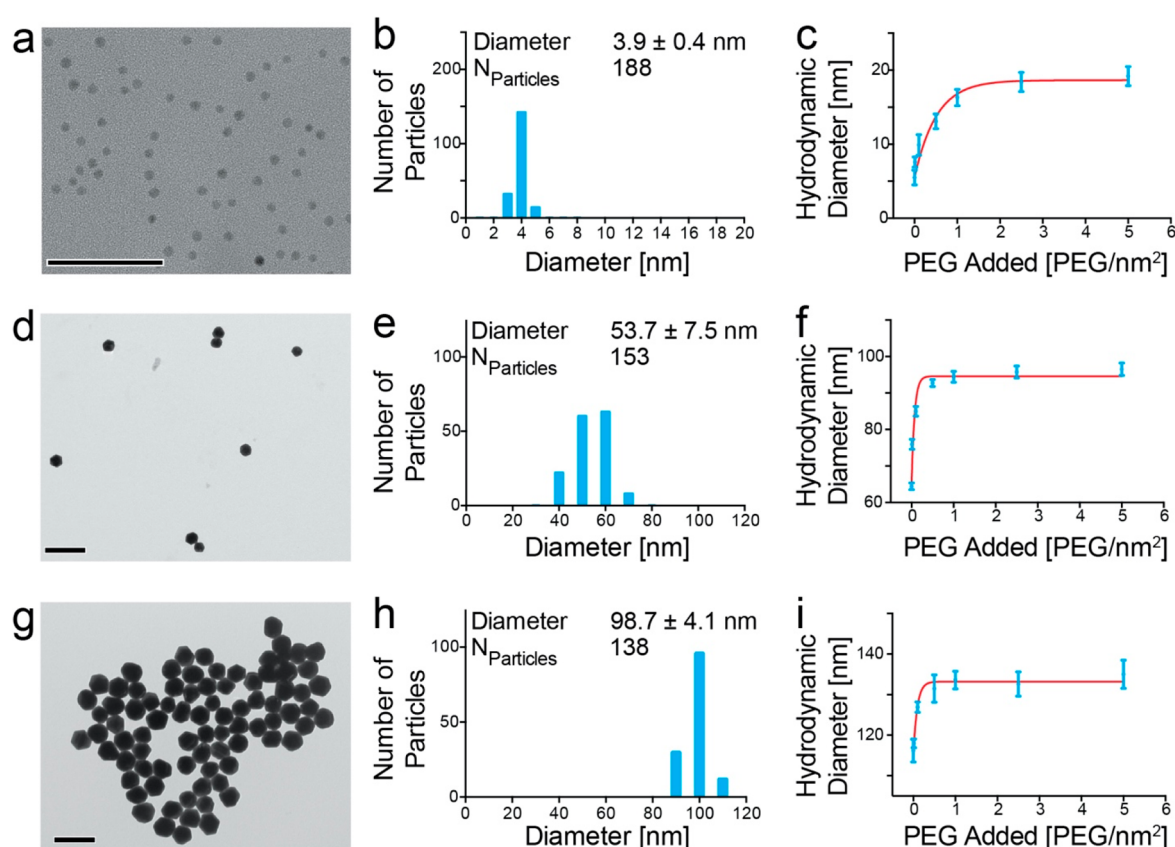 a
b
Diameter 3.9 ± 0.4 nm
N_Particles 188
Number of
Particles
200
150
100
50
0
0 2 4 6 8 10 12 14 16 18 20
Diameter [nm]
c
Hydrodynamic
Diameter [nm]
20
10
0
0 1 2 3 4 5 6
PEG Added [PEG/nm²]
d
e
Diameter 53.7 ± 7.5 nm
N_Particles 153
Number of
Particles
100
50
0
0 20 40 60 80 100 120
Diameter [nm]
f
Hydrodynamic
Diameter [nm]
100
80
60
0 1 2 3 4 5 6
PEG Added [PEG/nm²]
g
h
Diameter 98.7 ± 4.1 nm
N_Particles 138
Number of
Particles
100
50
0
0 20 40 60 80 100 120
Diameter [nm]
i
Hydrodynamic
Diameter [nm]
140
120
0 1 2 3 4 5 6
PEG Added [PEG/nm²]